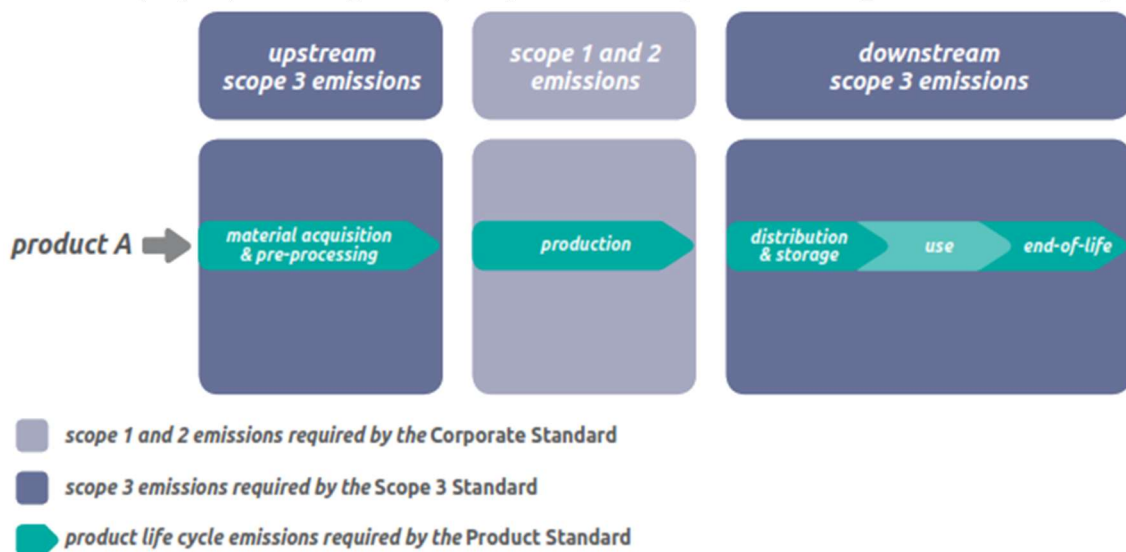 upstream
scope 3 emissions
scope 1 and 2
emissions
downstream
scope 3 emissions
product A
material acquisition
& pre-processing
production
distribution
& storage
use
end-of-life
scope 1 and 2 emissions required by the Corporate Standard
scope 3 emissions required by the Scope 3 Standard
product life cycle emissions required by the Product Standard